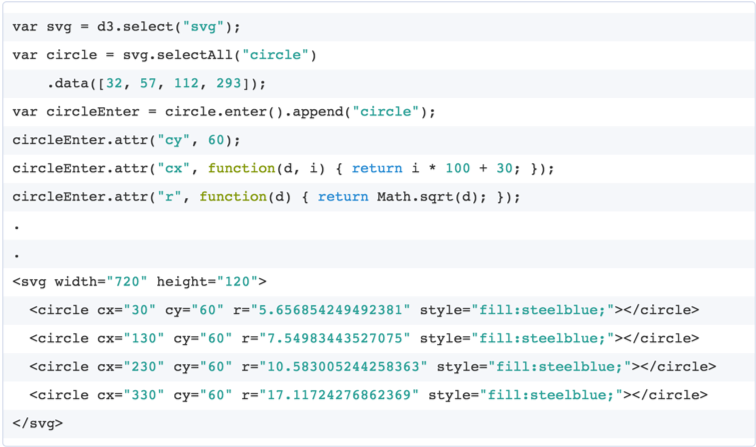 var svg = d3.select("svg");
var circle = svg.selectAll("circle")
    .data([32, 57, 112, 293]);
var circleEnter = circle.enter().append("circle");
circleEnter.attr("cy", 60);
circleEnter.attr("cx", function(d, i) { return i * 100 + 30; });
circleEnter.attr("r", function(d) { return Math.sqrt(d); });
.
.
<svg width="720" height="120">
  <circle cx="30" cy="60" r="5.656854249492381" style="fill:steelblue;"></circle>
  <circle cx="130" cy="60" r="7.54983443527075" style="fill:steelblue;"></circle>
  <circle cx="230" cy="60" r="10.583005244258363" style="fill:steelblue;"></circle>
  <circle cx="330" cy="60" r="17.11724276862369" style="fill:steelblue;"></circle>
</svg>